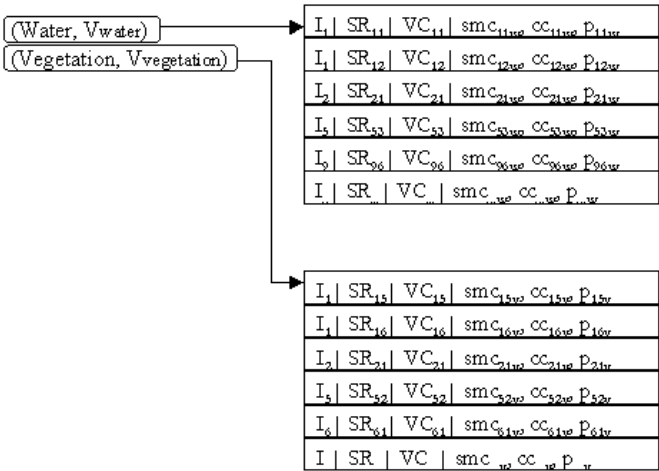 (Water, Vwater)
(Vegetation, Vvegetation)
I₁| SR₁₁| VC₁₁| smc₁₁w, cc₁₁w, p₁₁w
I₁| SR₁₂| VC₁₂| smc₁₂w, cc₁₂w, p₁₂w
I₂| SR₂₁| VC₂₁| smc₂₁w, cc₂₁w, p₂₁w
I₅| SR₅₃| VC₅₃| smc₅₃w, cc₅₃w, p₅₃w
I₉| SR₉₆| VC₉₆| smc₉₆w, cc₉₆w, p₉₆w
I..| SR...| VC...| smc...w, cc...w, p...w
I₁| SR₁₅| VC₁₅| smc₁₅v, cc₁₅v, p₁₅v
I₁| SR₁₆| VC₁₆| smc₁₆v, cc₁₆v, p₁₆v
I₂| SR₂₁| VC₂₁| smc₂₁v, cc₂₁v, p₂₁v
I₅| SR₅₂| VC₅₂| smc₅₂v, cc₅₂v, p₅₂v
I₆| SR₆₁| VC₆₁| smc₆₁v, cc₆₁v, p₆₁v
I | SR | VC | smc v, cc v, p v